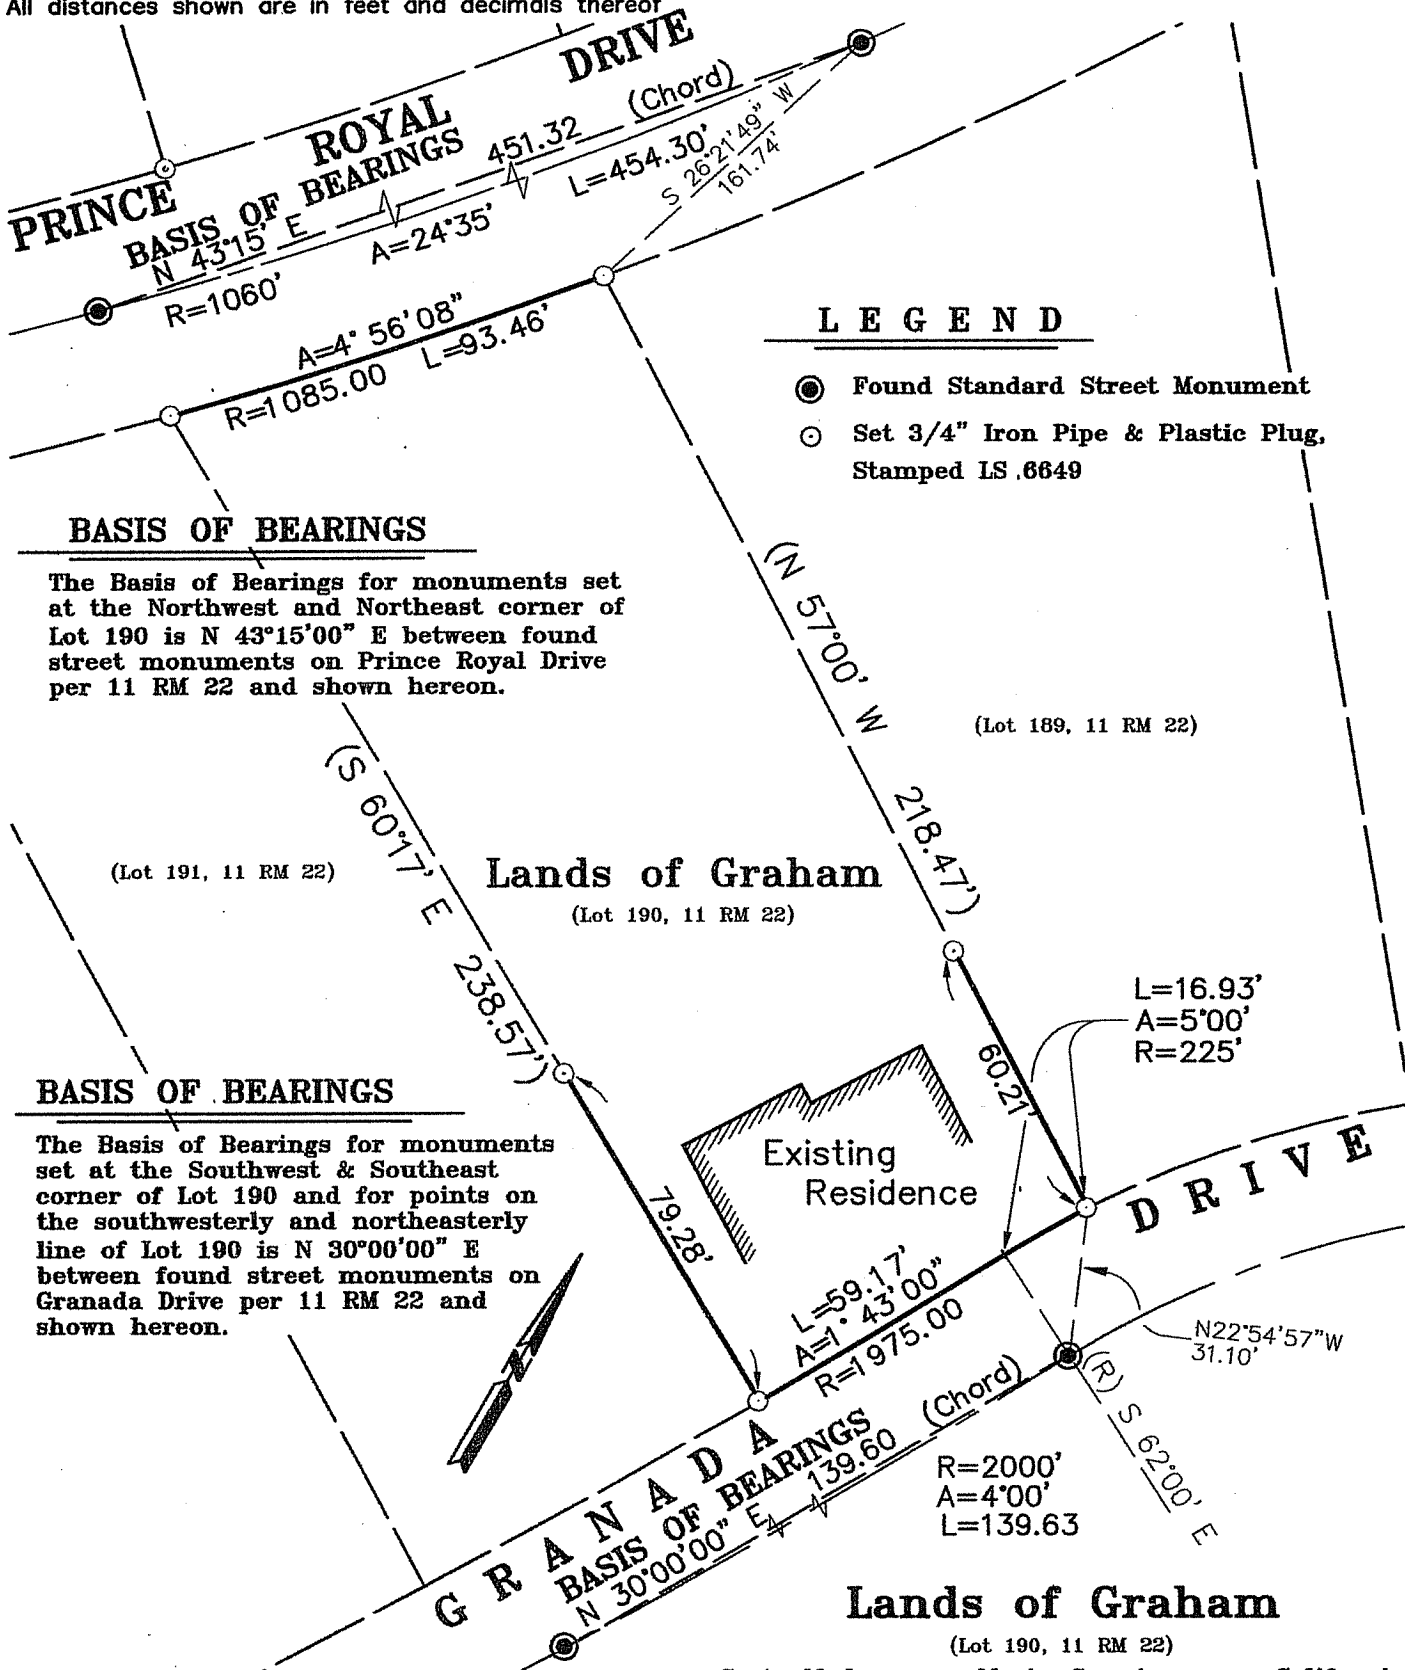 All distances shown are in feet and decimals thereof
PRINCE ROYAL DRIVE
BASIS OF BEARINGS
N 43°15' E 451.32 (Chord)
R=1060' A=24°35' L=454.30'
S 26°21'49" W
161.74'
A=4° 56'08"
R=1085.00 L=93.46'
LEGEND
Found Standard Street Monument
Set 3/4" Iron Pipe & Plastic Plug,
Stamped LS 6649
BASIS OF BEARINGS
The Basis of Bearings for monuments set
at the Northwest and Northeast corner of
Lot 190 is N 43°15'00" E between found
street monuments on Prince Royal Drive
per 11 RM 22 and shown hereon.
(N 57°00' W 218.47')
(Lot 189, 11 RM 22)
(S 60°17' E 238.57')
(Lot 191, 11 RM 22)
Lands of Graham
(Lot 190, 11 RM 22)
L=16.93'
A=5°00'
R=225'
60.21'
BASIS OF BEARINGS
The Basis of Bearings for monuments
set at the Southwest & Southeast
corner of Lot 190 and for points on
the southwesterly and northeasterly
line of Lot 190 is N 30°00'00" E
between found street monuments on
Granada Drive per 11 RM 22 and
shown hereon.
Existing
Residence
79.28'
N
L=59.17'
A=1° 43'00"
R=1975.00
N22°54'57"W
31.10'
GRANADA DRIVE
BASIS OF BEARINGS
N 30°00'00" E 139.60 (Chord)
(R) S 62°00' E
R=2000'
A=4°00'
L=139.63
Lands of Graham
(Lot 190, 11 RM 22)